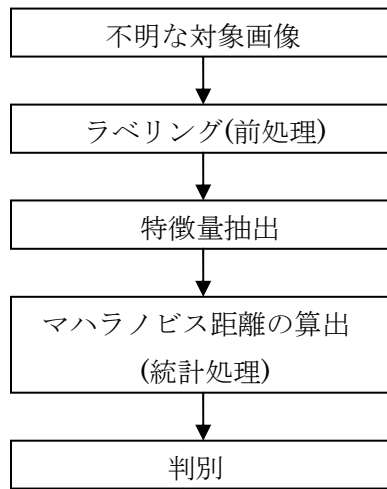 不明な対象画像
ラベリング(前処理)
特徴量抽出
マハラノビス距離の算出
(統計処理)
判別